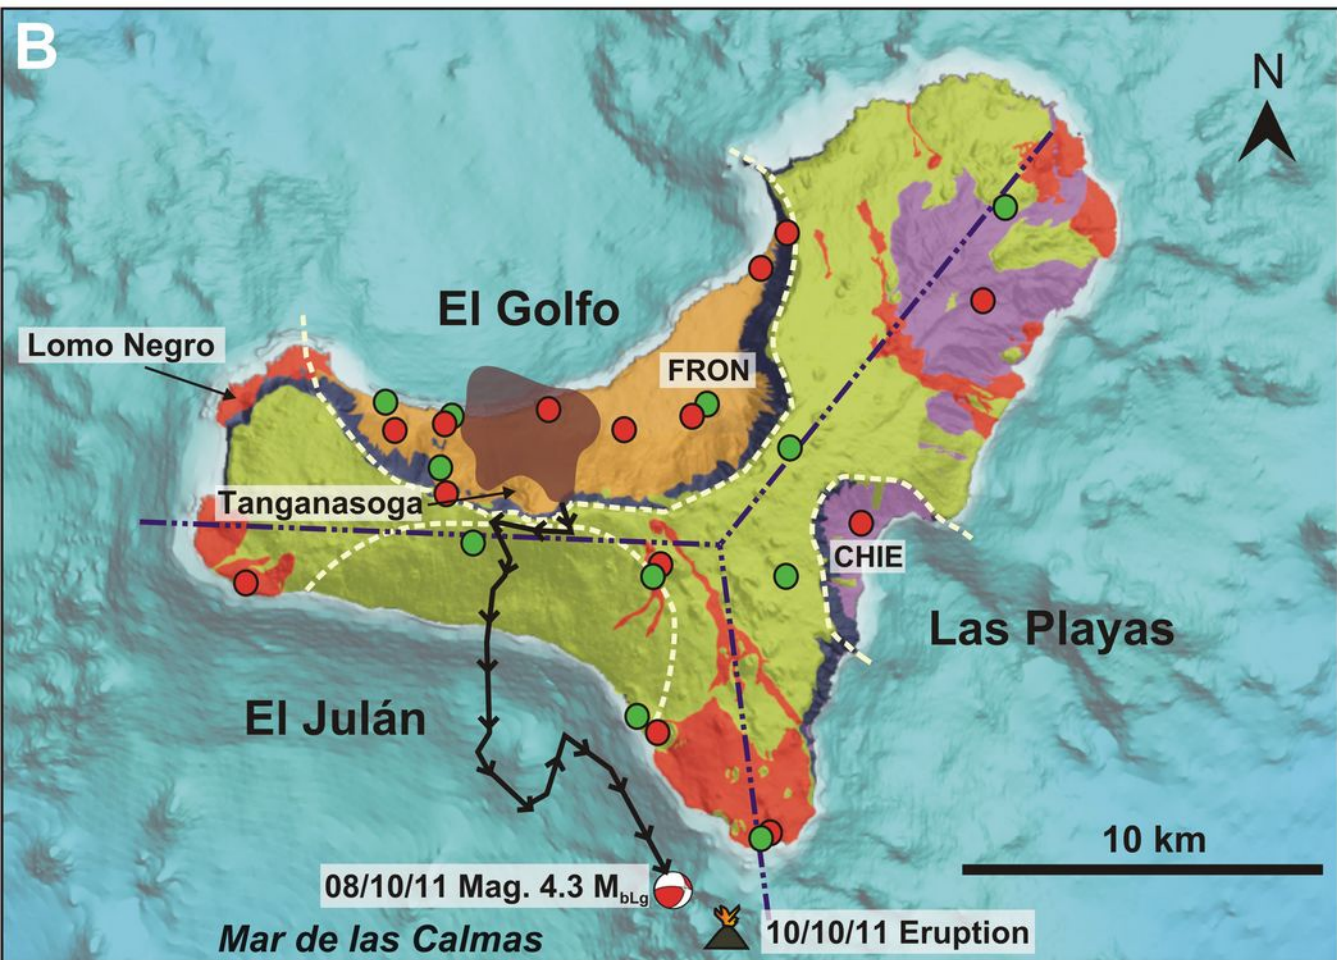 B
N
El Golfo
Lomo Negro
FRON
Tanganasoga
CHIE
Las Playas
El Julán
10 km
08/10/11 Mag. 4.3 MbLg
10/10/11 Eruption
Mar de las Calmas